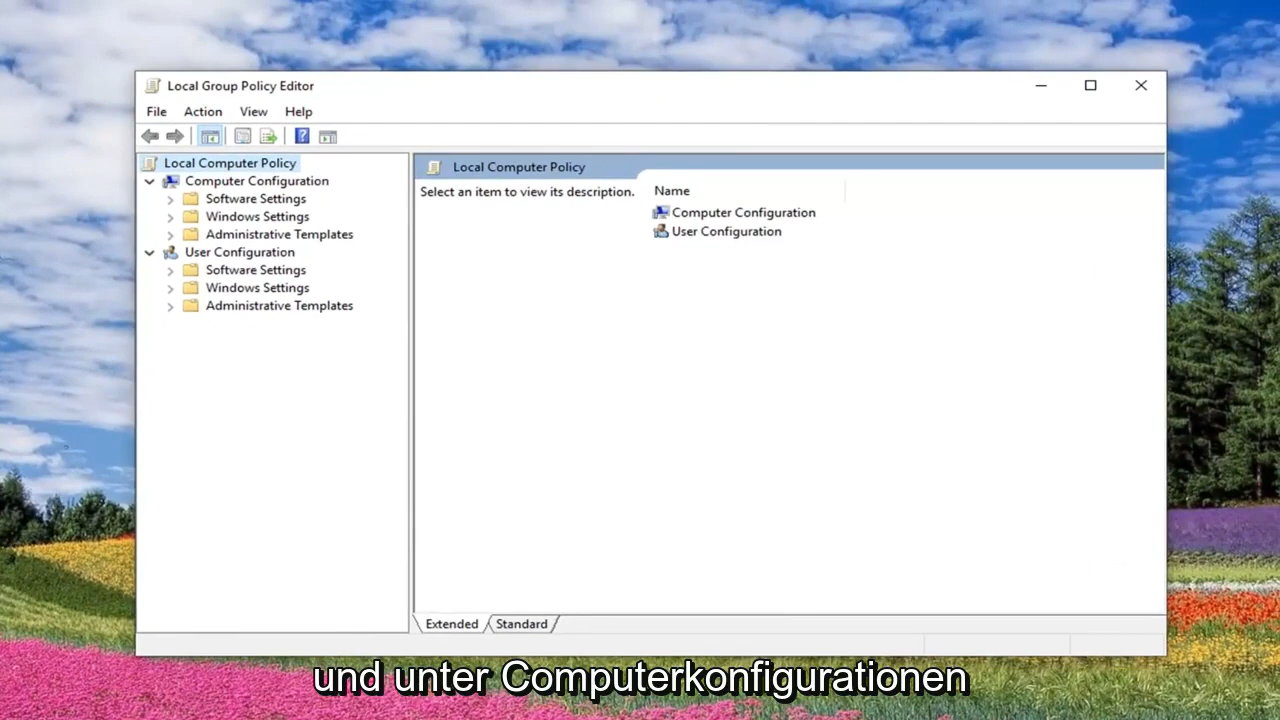 Local Group Policy Editor
File Action View Help
Local Computer Policy
Computer Configuration
Software Settings
Windows Settings
Administrative Templates
User Configuration
Software Settings
Windows Settings
Administrative Templates
Local Computer Policy
Select an item to view its description.
Name
Computer Configuration
User Configuration
Extended Standard
und unter Computerkonfigurationen